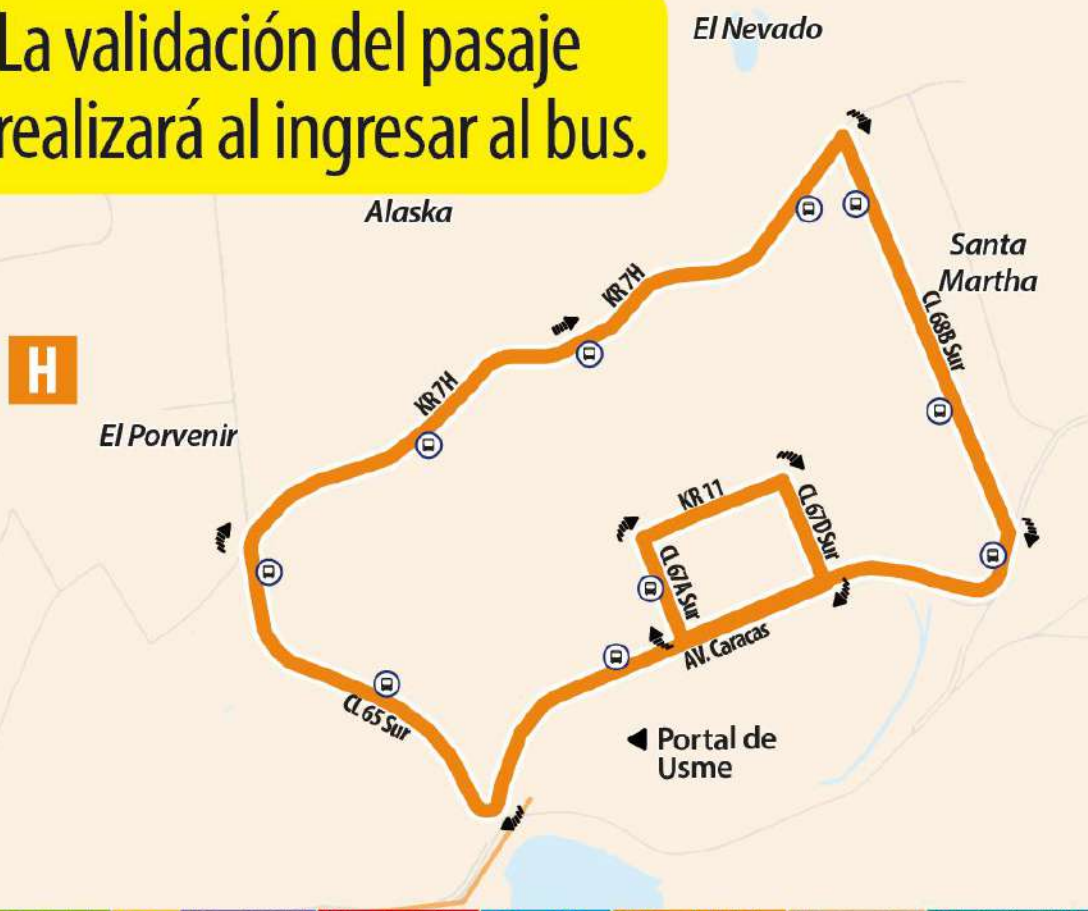 La validación del pasaje
realizará al ingresar al bus.
El Nevado
Alaska
Santa
Martha
KR 7H
CL 68B Sur
H
KR 7H
El Porvenir
KR 11
CL 67D Sur
CL 67A Sur
AV. Caracas
CL 65 Sur
Portal de
Usme